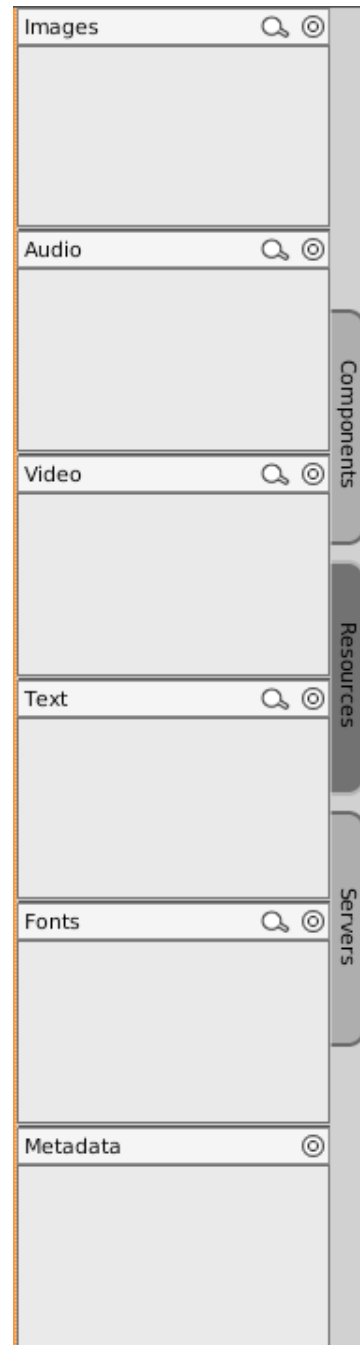 Images
Audio
Video
Text
Fonts
Metadata
Components
Resources
Servers